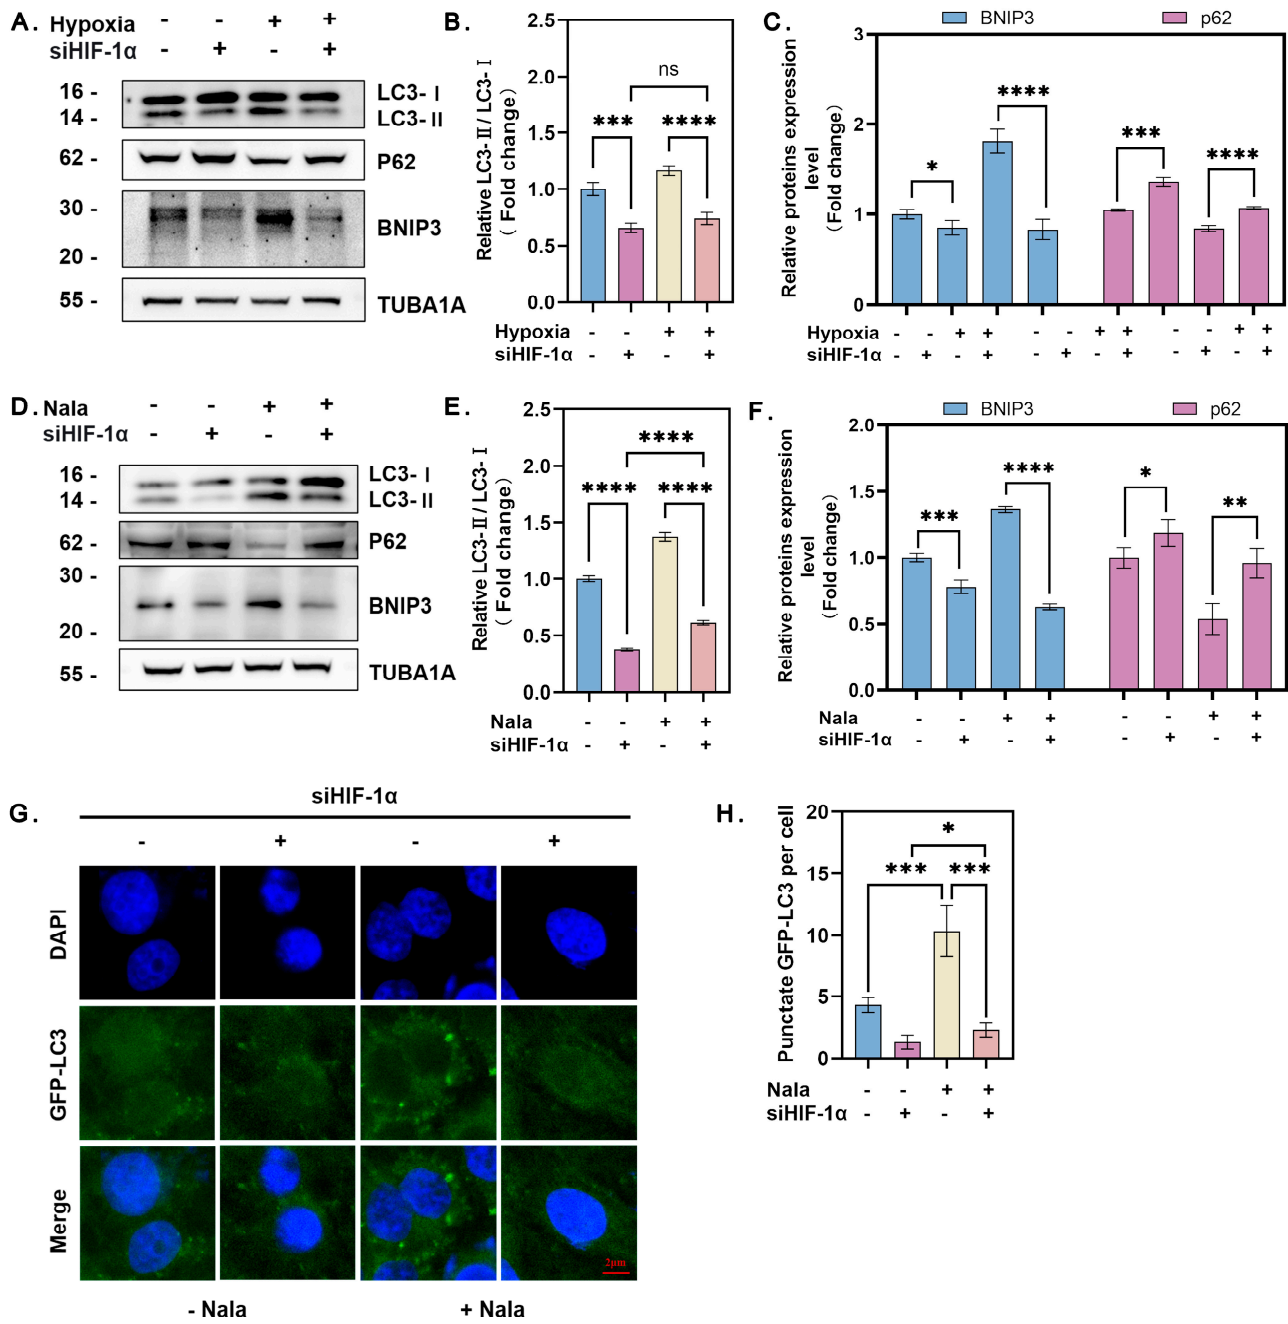 A.
Hypoxia - - + +
siHIF-1α - + - +
16 -
14 -
LC3-Ⅰ
LC3-Ⅱ
62 -
P62
30 -
20 -
BNIP3
55 -
TUBA1A
B.
Relative LC3-Ⅱ/LC3-Ⅰ
(Fold change)
2.5
2.0
1.5
1.0
0.5
0.0
ns
*** ****
Hypoxia - - + +
siHIF-1α - + - +
C.
BNIP3 p62
Relative proteins expression
level
(Fold change)
3
2
1
0
* **** *** ****
Hypoxia - - + + - - + + - - + +
siHIF-1α - + - + - + - + - + - +
D.
Nala - - + +
siHIF-1α - + - +
16 -
14 -
LC3-Ⅰ
LC3-Ⅱ
62 -
P62
30 -
20 -
BNIP3
55 -
TUBA1A
E.
Relative LC3-Ⅱ/LC3-Ⅰ
(Fold change)
2.5
2.0
1.5
1.0
0.5
0.0
****
**** ****
Nala - - + +
siHIF-1α - + - +
F.
BNIP3 p62
Relative proteins expression
level
(Fold change)
2.0
1.5
1.0
0.5
0.0
*** **** * **
Nala - - + + - - + +
siHIF-1α - + - + - + - +
G.
siHIF-1α
- + - +
DAPI
GFP-LC3
Merge
2μm
- Nala + Nala
H.
Punctate GFP-LC3 per cell
20
15
10
5
0
*
*** ***
Nala - - + +
siHIF-1α - + - +